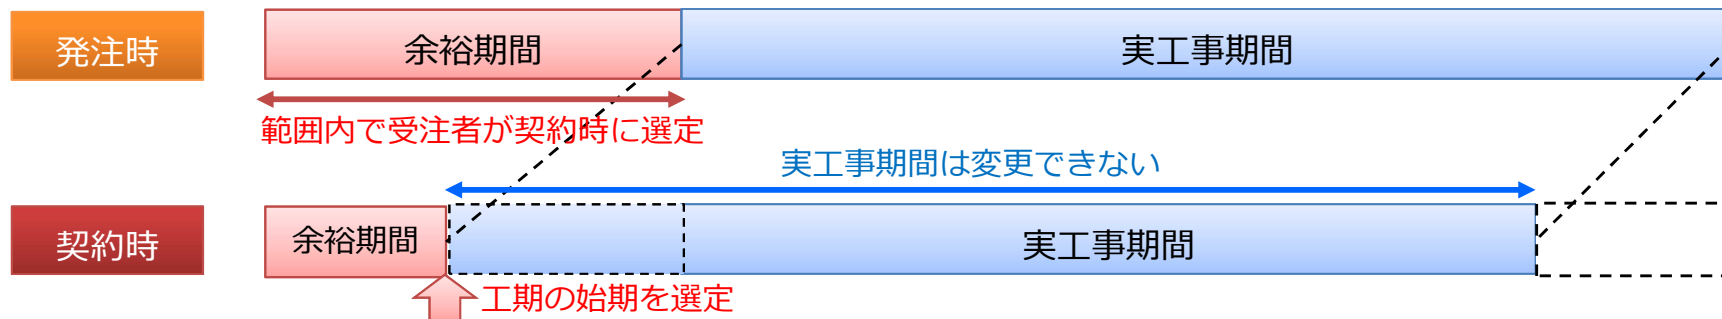 発注時
余裕期間
実工事期間
範囲内で受注者が契約時に選定
実工事期間は変更できない
契約時
余裕期間
実工事期間
工期の始期を選定